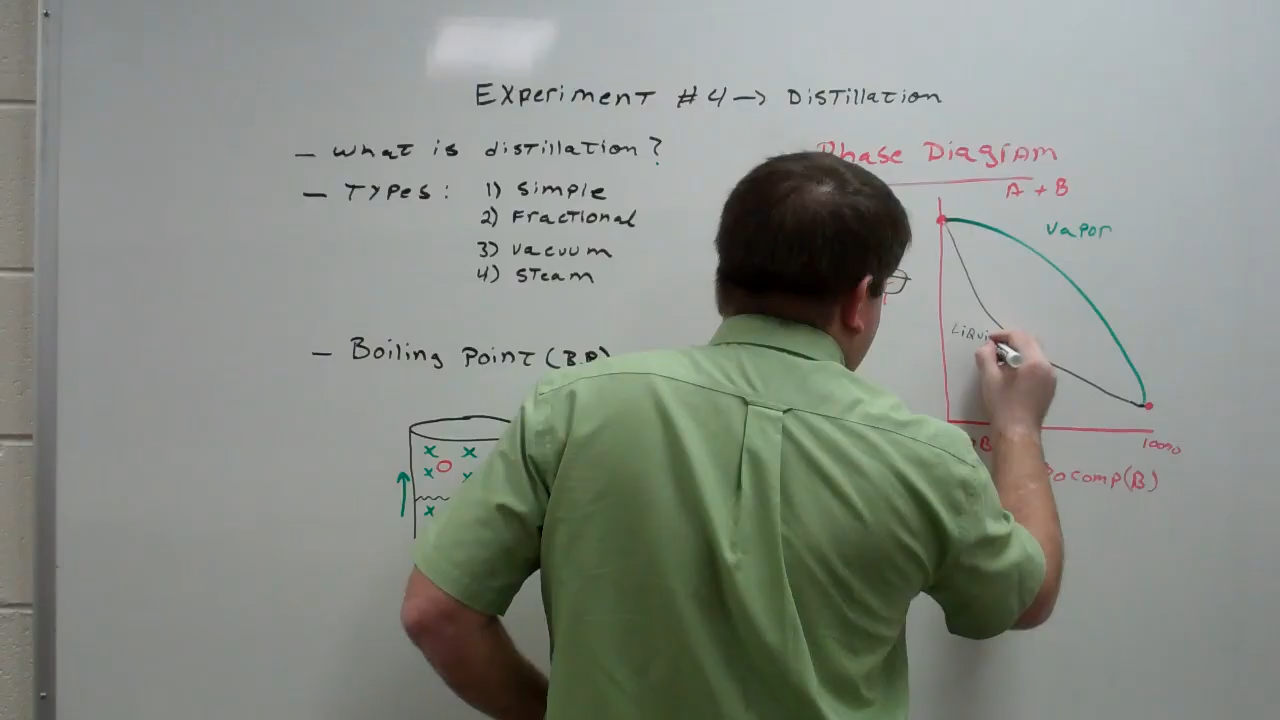 Experiment #4 → Distillation
– What is distillation?
– Types: 1) Simple
2) Fractional
3) Vacuum
4) Steam
– Boiling Point (B.P)
Phase Diagram
A + B
Vapor
Liqui
100%
comp(B)